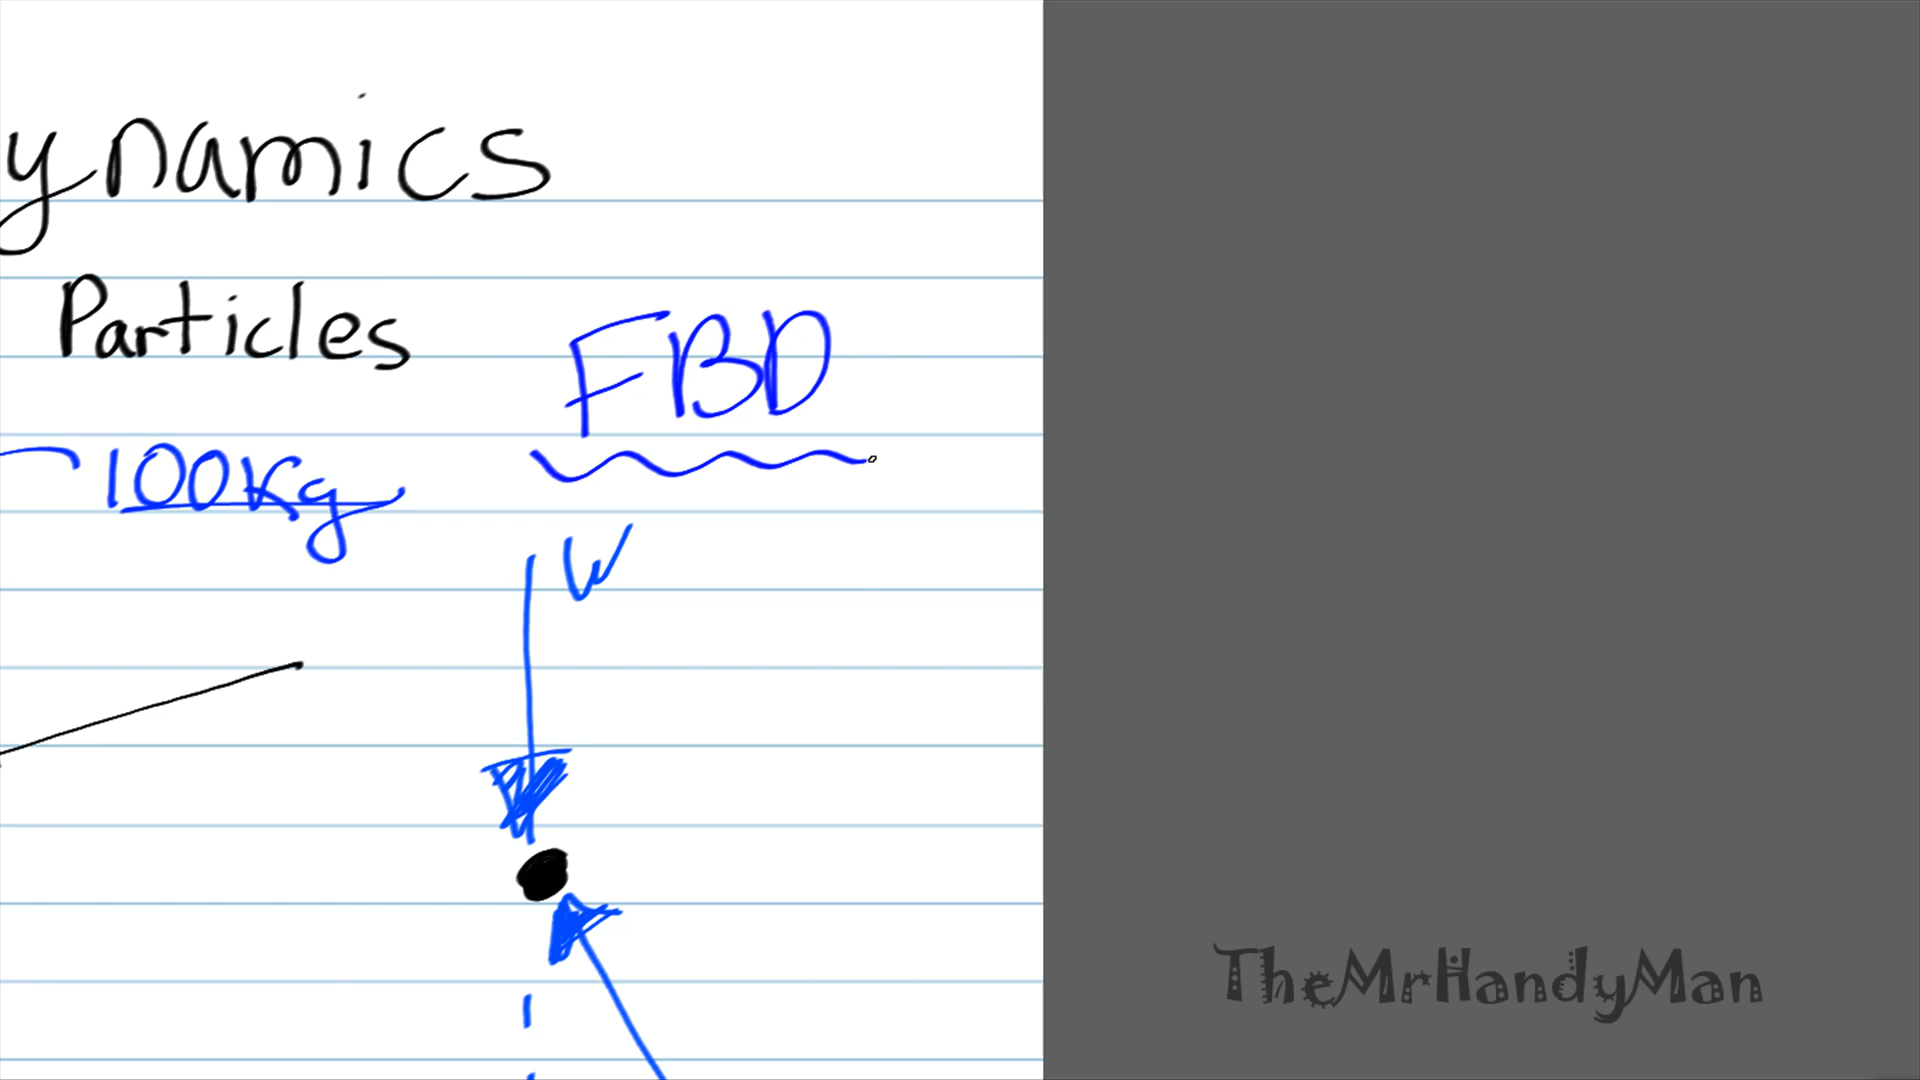 ynamics
Particles
FBD
100Kg
W
TheMrHandyMan